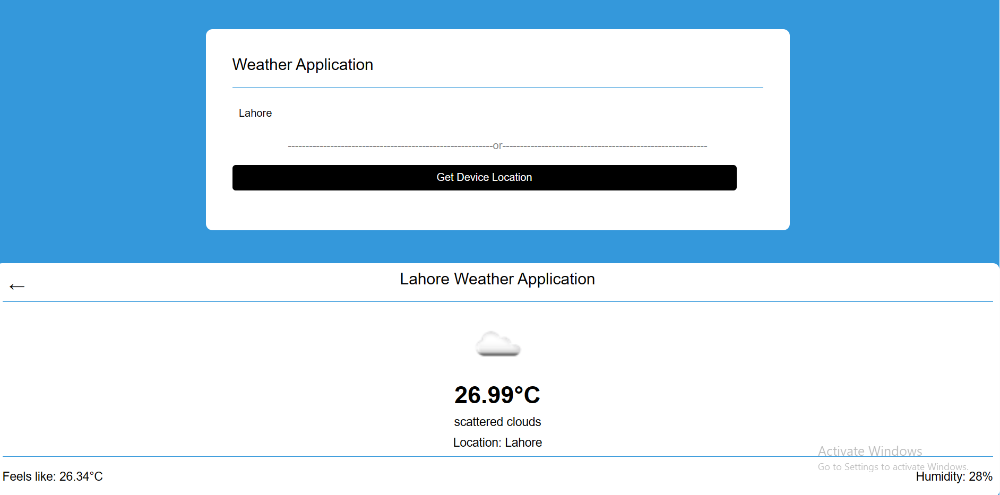 Weather Application
Lahore
----------------------------------------------------------or----------------------------------------------------------
Get Device Location
←
Lahore Weather Application
26.99°C
scattered clouds
Location: Lahore
Activate Windows
Go to Settings to activate Windows.
Feels like: 26.34°C
Humidity: 28%